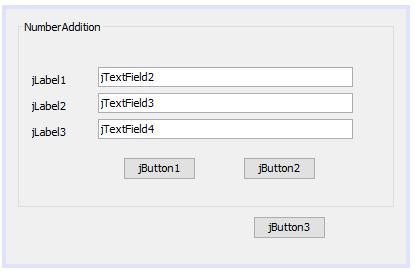 NumberAddition
jLabel1 jTextField2
jLabel2 jTextField3
jLabel3 jTextField4
jButton1 jButton2
jButton3